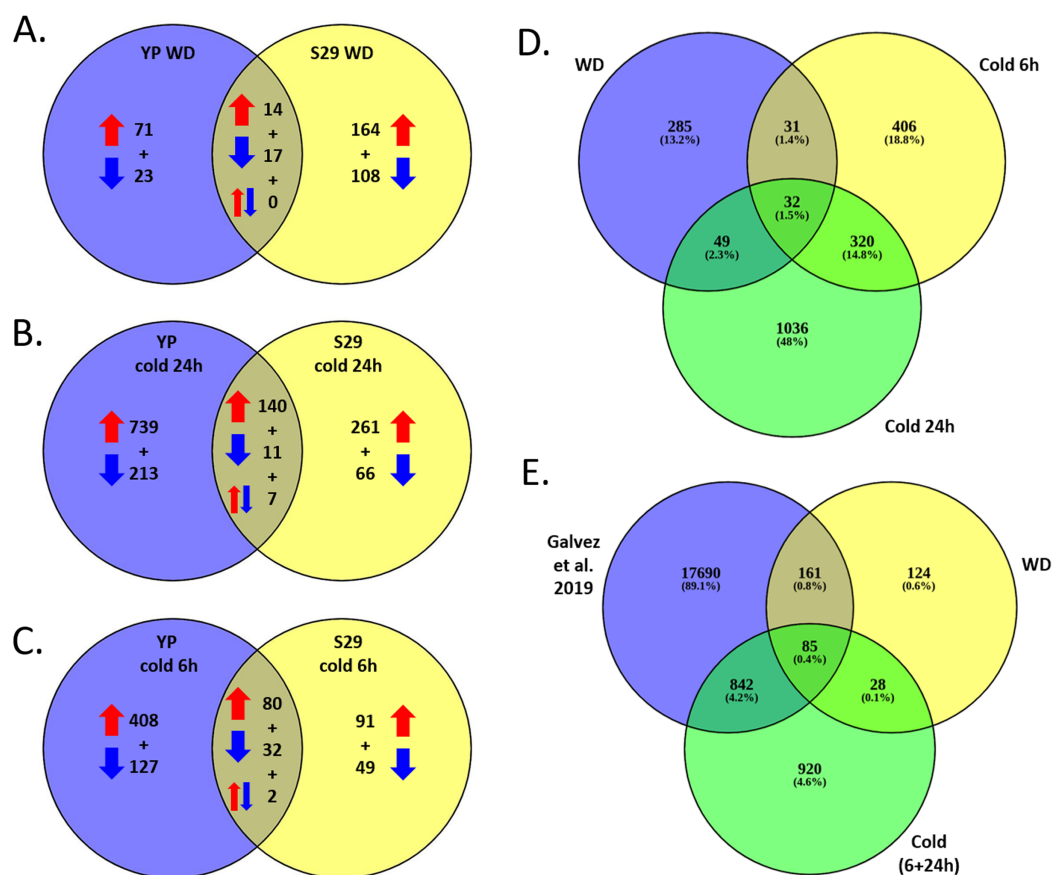 A.
YP WD
S29 WD
71
+
23
14
+
17
+
0
164
+
108
B.
YP
cold 24h
S29
cold 24h
739
+
213
140
+
11
+
7
261
+
66
C.
YP
cold 6h
S29
cold 6h
408
+
127
80
+
32
+
2
91
+
49
D.
WD
Cold 6h
285
(13.2%)
31
(1.4%)
406
(18.8%)
32
(1.5%)
49
(2.3%)
320
(14.8%)
1036
(48%)
Cold 24h
E.
Galvez
et al.
2019
WD
17690
(89.1%)
161
(0.8%)
124
(0.6%)
85
(0.4%)
842
(4.2%)
28
(0.1%)
920
(4.6%)
Cold
(6+24h)